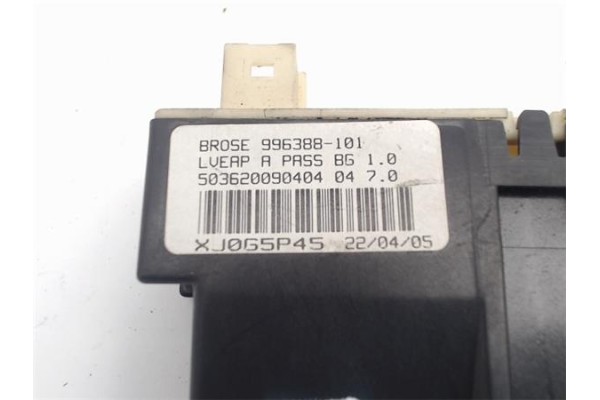 BROSE 996388-101
LVEAP A PASS BG 1.0
503620090404 04 7.0
XJ0G5P45 22/04/05